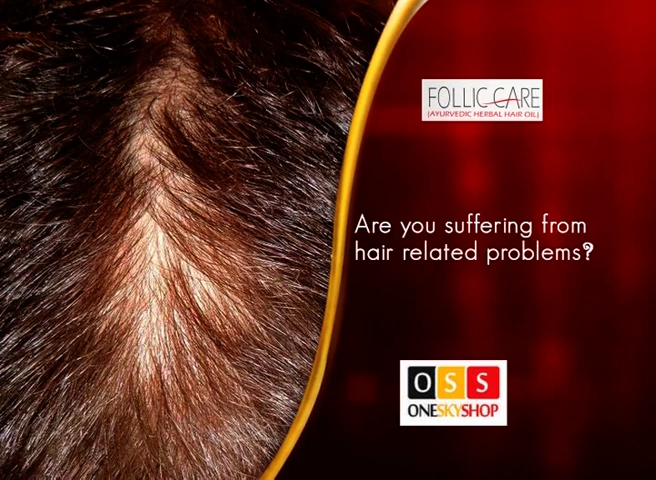 FOLLIC CARE
(AYURVEDIC HERBAL HAIR OIL)
Are you suffering from
hair related problems?
OSS
ONESKYSHOP